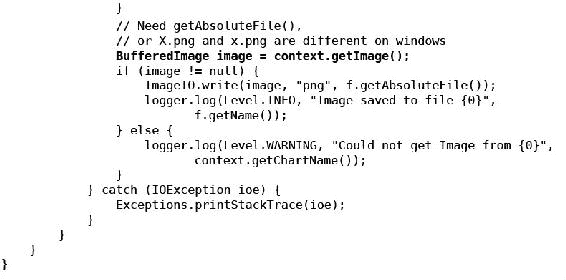 }
// Need getAbsoluteFile(),
// or X.png and x.png are different on windows
BufferedImage image = context.getImage();
if (image != null) {
ImageIO.write(image, "png", f.getAbsoluteFile());
logger.log(Level.INFO, "Image saved to file {0}",
f.getName());
} else {
logger.log(Level.WARNING, "Could not get Image from {0}",
context.getChartName());
}
} catch (IOException ioe) {
Exceptions.printStackTrace(ioe);
}
}
}
}